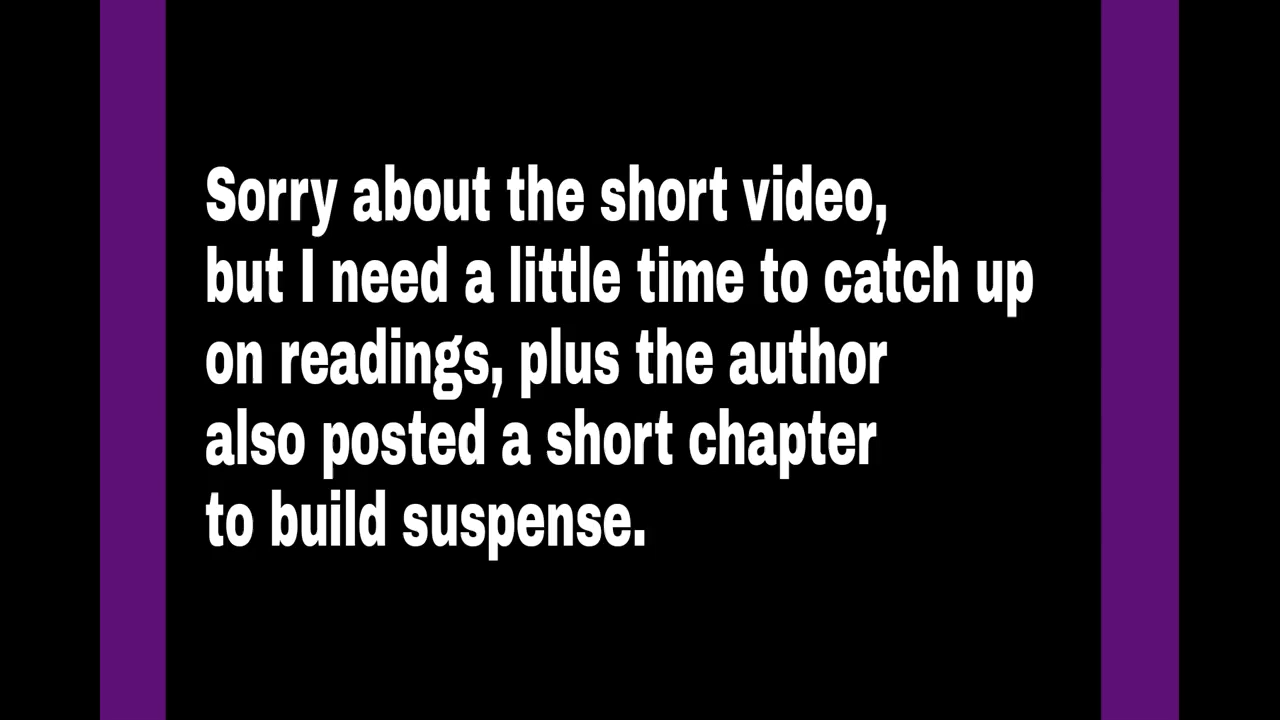 Sorry about the short video,
but I need a little time to catch up
on readings, plus the author
also posted a short chapter
to build suspense.